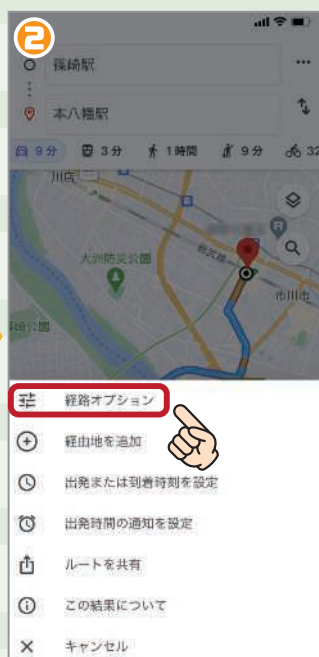 2
篠崎駅
本八幡駅
9分 3分 1時間 9分 32
川店
大洲防災公園
総武線
市川市
経路オプション
経由地を追加
出発または到着時刻を設定
出発時間の通知を設定
ルートを共有
この結果について
キャンセル